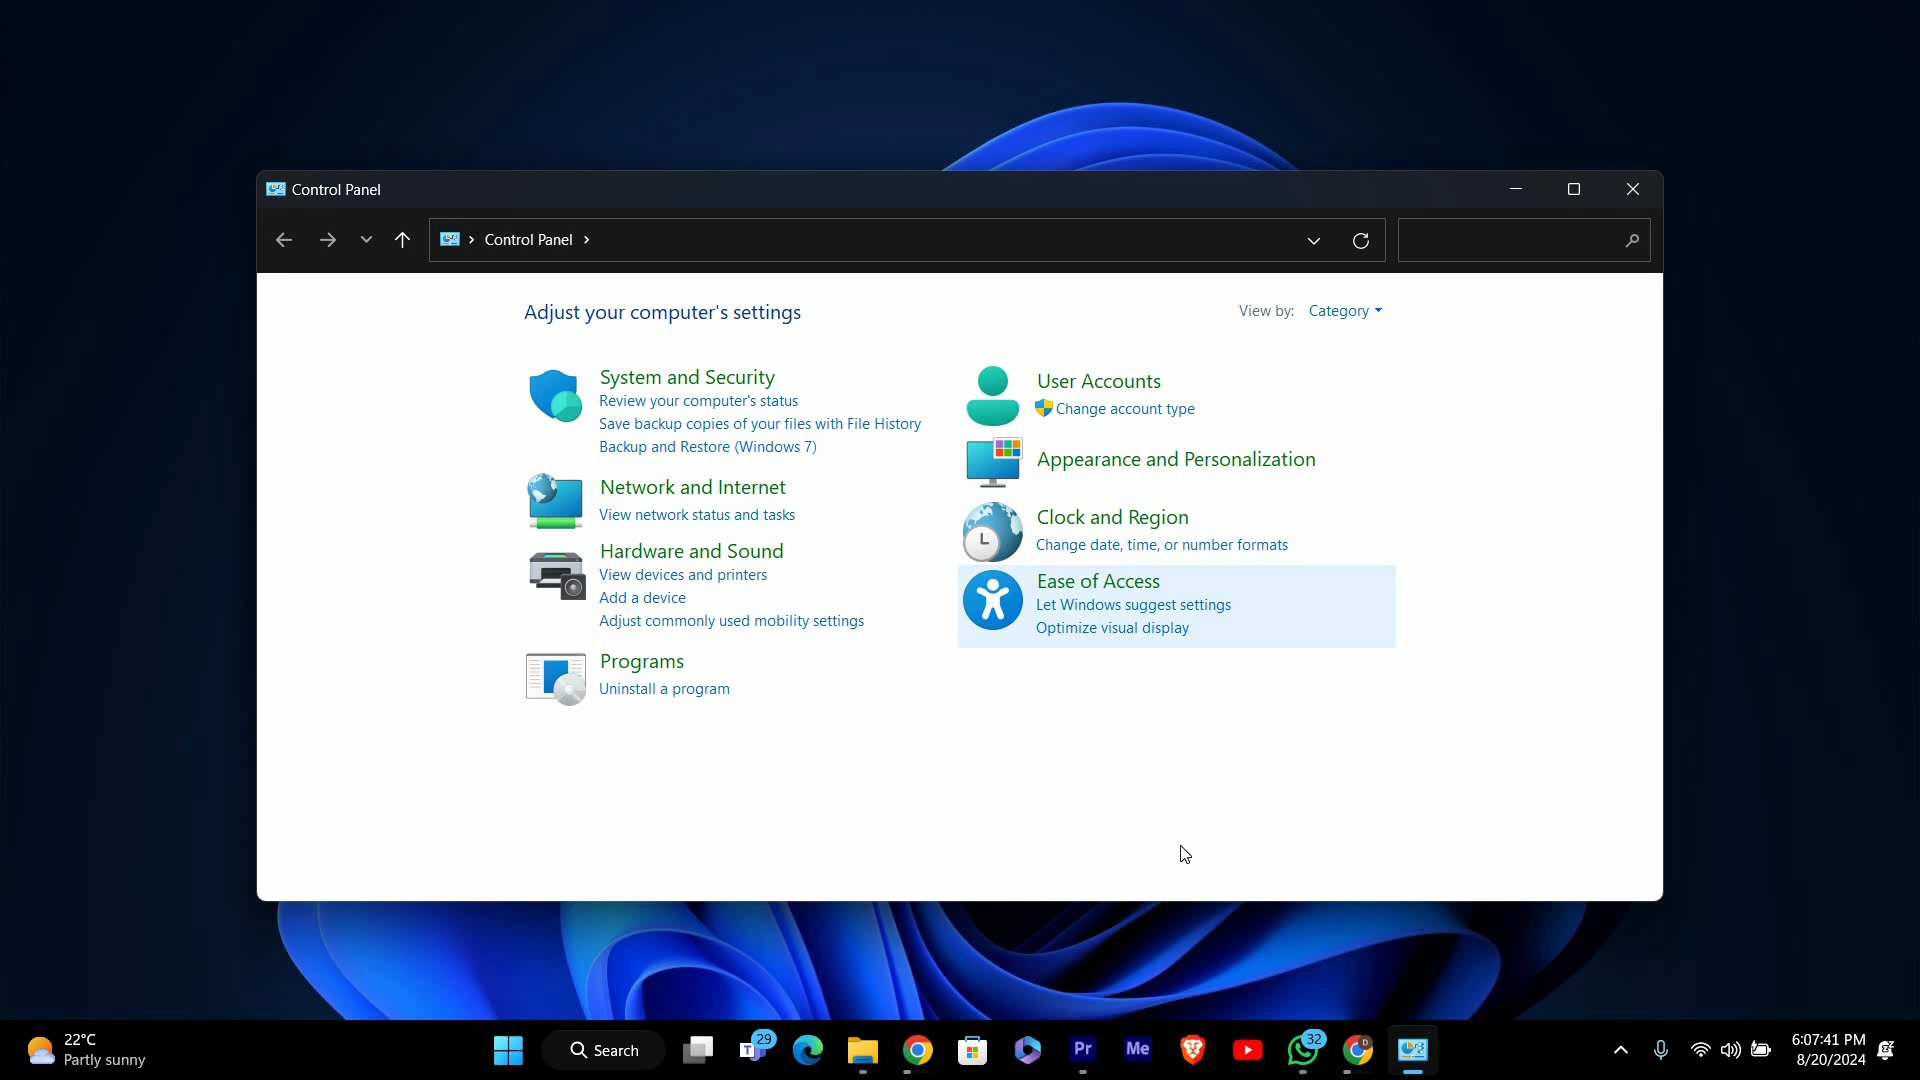 Control Panel
Control Panel
Adjust your computer's settings
View by: Category
System and Security
Review your computer's status
Save backup copies of your files with File History
Backup and Restore (Windows 7)
Network and Internet
View network status and tasks
Hardware and Sound
View devices and printers
Add a device
Adjust commonly used mobility settings
Programs
Uninstall a program
User Accounts
Change account type
Appearance and Personalization
Clock and Region
Change date, time, or number formats
Ease of Access
Let Windows suggest settings
Optimize visual display
22°C
Partly sunny
Search
29
T
Pr
Me
32
D
6:07:41 PM
8/20/2024